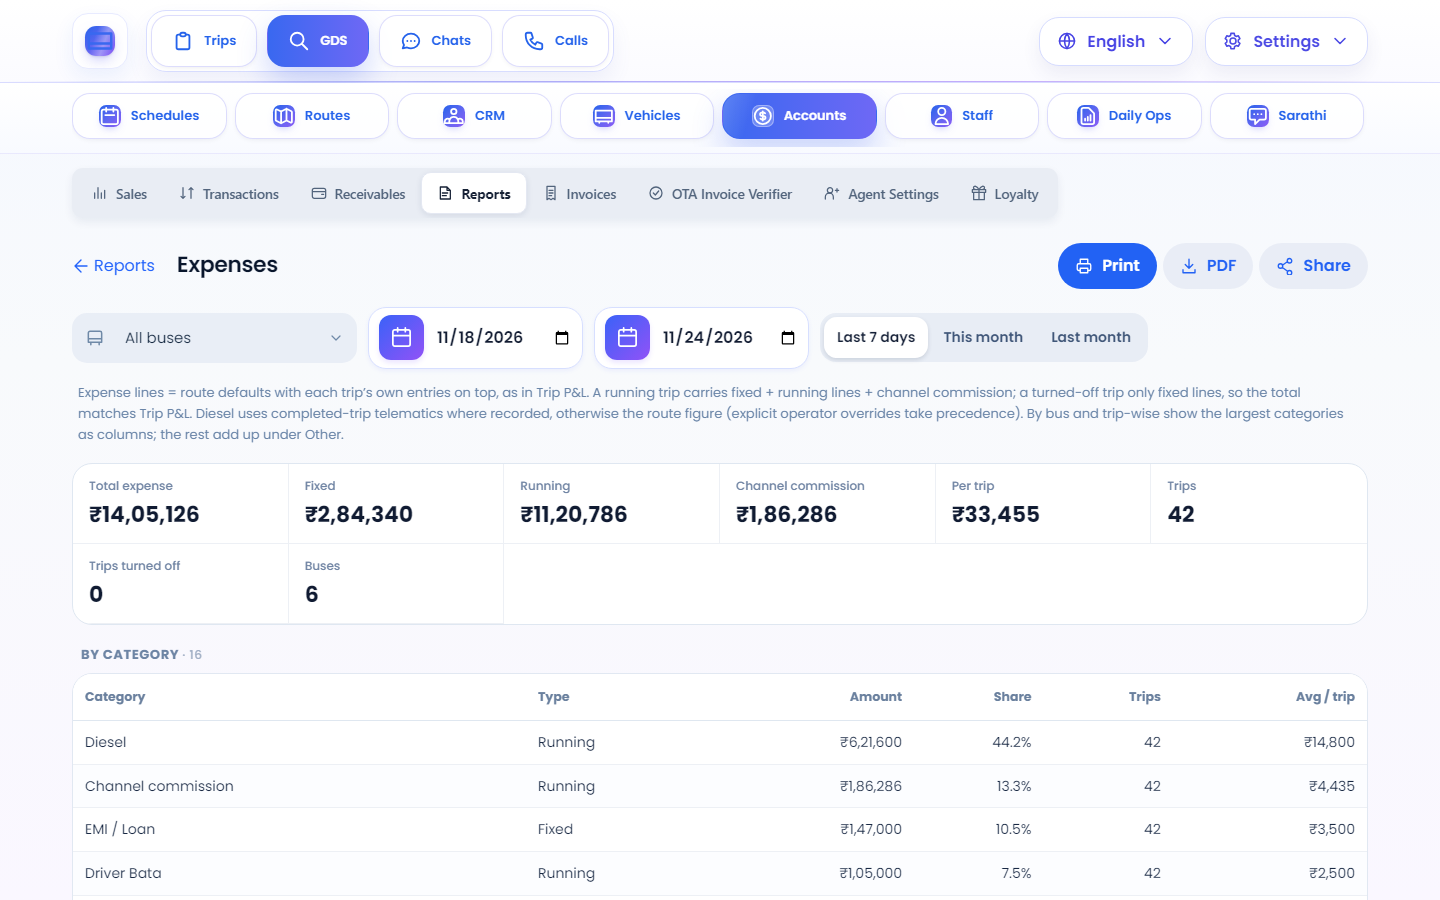 Trips
GDS
Chats
Calls
English
Settings
Schedules
Routes
CRM
Vehicles
Accounts
Staff
Daily Ops
Sarathi
Sales
Transactions
Receivables
Reports
Invoices
OTA Invoice Verifier
Agent Settings
Loyalty
← Reports
Expenses
Print
PDF
Share
All buses
11/18/2026
11/24/2026
Last 7 days
This month
Last month
Expense lines = route defaults with each trip's own entries on top, as in Trip P&L. A running trip carries fixed + running lines + channel commission; a turned-off trip only fixed lines, so the total
matches Trip P&L. Diesel uses completed-trip telematics where recorded, otherwise the route figure (explicit operator overrides take precedence). By bus and trip-wise show the largest categories
as columns; the rest add up under Other.
Total expense
₹14,05,126
Fixed
₹2,84,340
Running
₹11,20,786
Channel commission
₹1,86,286
Per trip
₹33,455
Trips
42
Trips turned off
0
Buses
6
BY CATEGORY · 16
Category Type Amount Share Trips Avg / trip
Diesel Running ₹6,21,600 44.2% 42 ₹14,800
Channel commission Running ₹1,86,286 13.3% 42 ₹4,435
EMI / Loan Fixed ₹1,47,000 10.5% 42 ₹3,500
Driver Bata Running ₹1,05,000 7.5% 42 ₹2,500